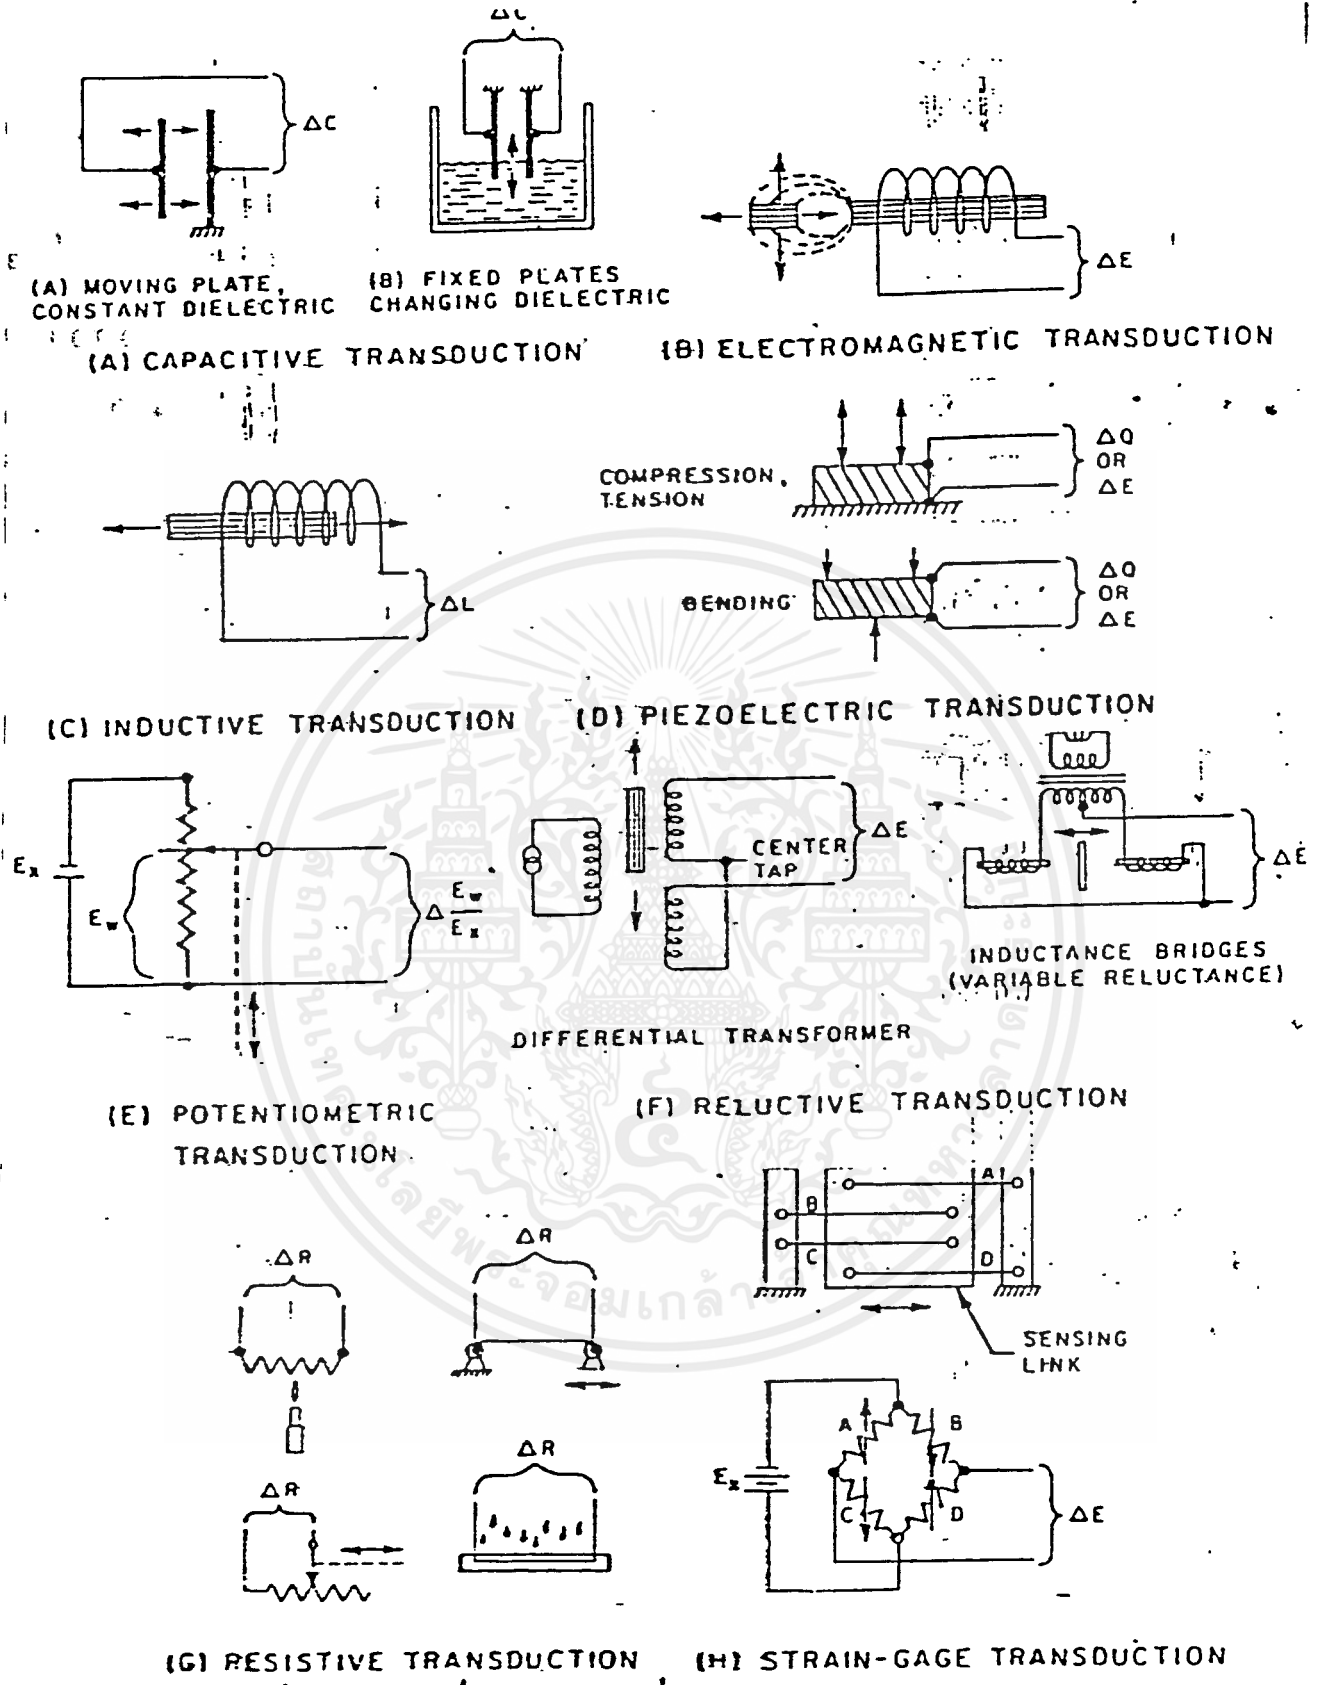 ΔC
ΔC
(A) MOVING PLATE,
CONSTANT DIELECTRIC
(B) FIXED PLATES
CHANGING DIELECTRIC
(A) CAPACITIVE TRANSDUCTION
ΔE
(B) ELECTROMAGNETIC TRANSDUCTION
ΔL
(C) INDUCTIVE TRANSDUCTION
COMPRESSION,
TENSION
ΔQ
OR
ΔE
BENDING
ΔQ
OR
ΔE
(D) PIEZOELECTRIC TRANSDUCTION
Ex
Ew
Δ Ew
Ex
(E) POTENTIOMETRIC
TRANSDUCTION
CENTER
TAP
ΔE
DIFFERENTIAL TRANSFORMER
ΔE
INDUCTANCE BRIDGES
(VARIABLE RELUCTANCE)
(F) RELUCTIVE TRANSDUCTION
ΔR
ΔR
ΔR
ΔR
(G) RESISTIVE TRANSDUCTION
A
B
C
D
SENSING
LINK
Ex
A
B
C
D
ΔE
(H) STRAIN-GAGE TRANSDUCTION